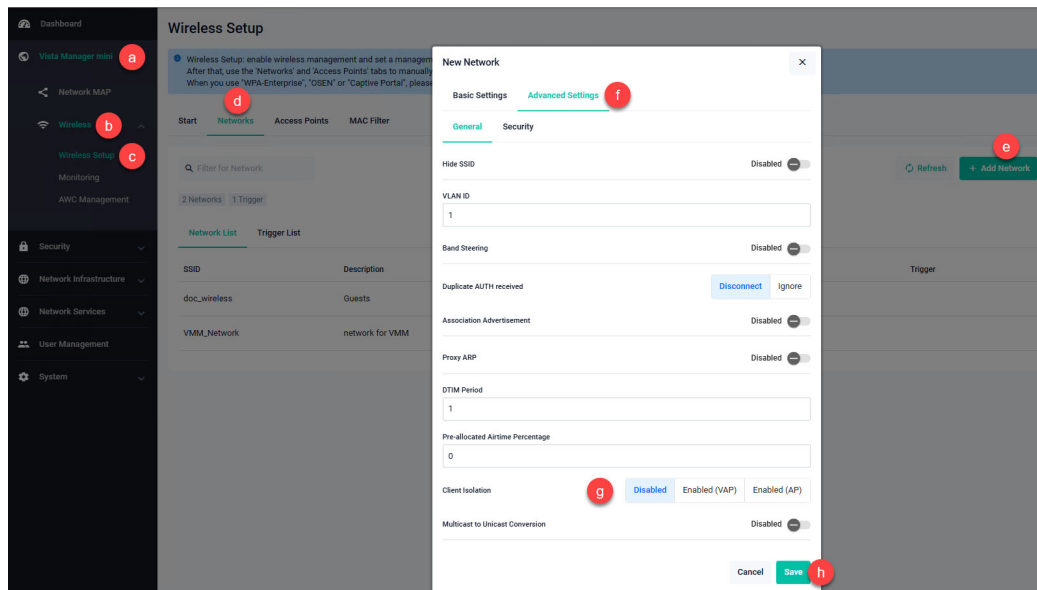 Dashboard
Vista Manager mini a
Network MAP
Wireless b
Wireless Setup c
Monitoring
AWC Management
Security
Network Infrastructure
Network Services
User Management
System
Wireless Setup
Wireless Setup: enable wireless management and set a managem
After that, use the 'Networks' and 'Access Points' tabs to manually
When you use "WPA-Enterprise", "OSEN" or "Captive Portal", please
d
Start Networks Access Points MAC Filter
Filter for Network
e
Refresh + Add Network
2 Networks 1 Trigger
Network List Trigger List
SSID Description Trigger
doc_wireless Guests
VMM_Network network for VMM
New Network
Basic Settings Advanced Settings f
General Security
Hide SSID Disabled
VLAN ID
1
Band Steering Disabled
Duplicate AUTH received Disconnect Ignore
Association Advertisement Disabled
Proxy ARP Disabled
DTIM Period
1
Pre-allocated Airtime Percentage
0
Client Isolation g Disabled Enabled (VAP) Enabled (AP)
Multicast to Unicast Conversion Disabled
Cancel Save h